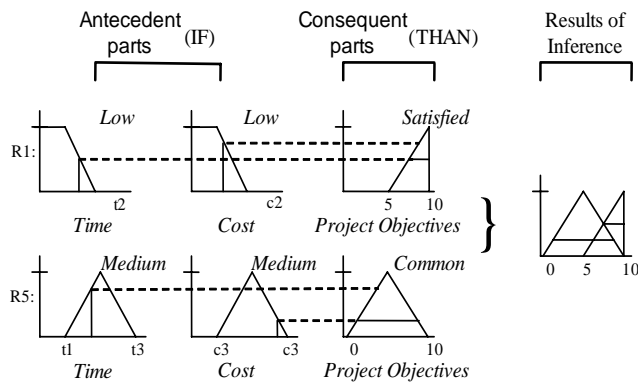 Antecedent parts (IF)
Consequent parts (THAN)
Results of Inference
Low Low Satisfied
R1:
t2 c2 5 10
Time Cost Project Objectives
}
0 5 10
Medium Medium Common
R5:
t1 t3 c3 c3 0 10
Time Cost Project Objectives